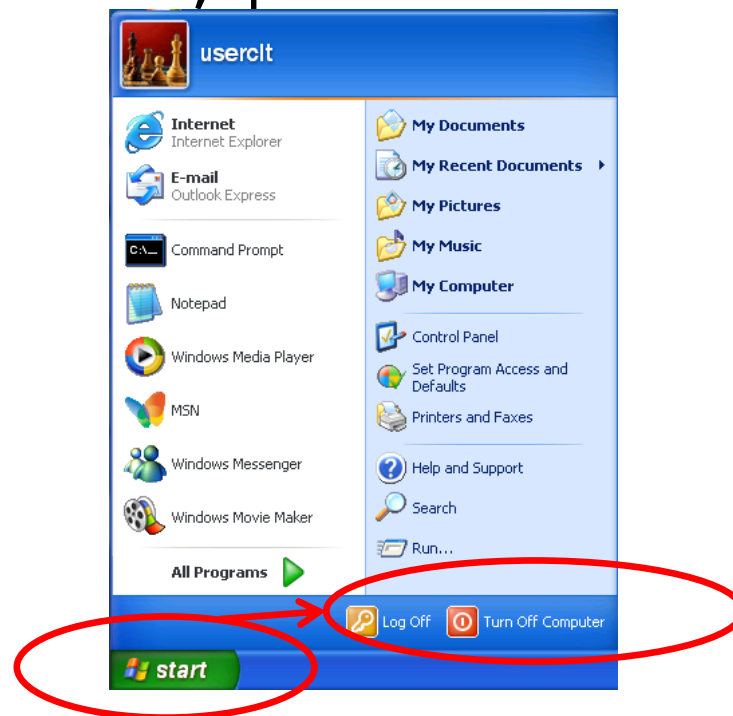 userclt
Internet
Internet Explorer
E-mail
Outlook Express
C:\_
Command Prompt
Notepad
Windows Media Player
MSN
Windows Messenger
Windows Movie Maker
All Programs
My Documents
My Recent Documents
My Pictures
My Music
My Computer
Control Panel
Set Program Access and
Defaults
Printers and Faxes
Help and Support
Search
Run...
Log Off
Turn Off Computer
start